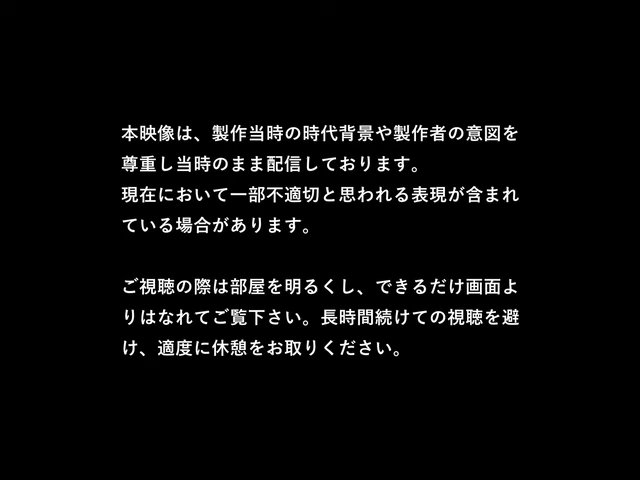 本映像は、製作当時の時代背景や製作者の意図を
尊重し当時のまま配信しております。
現在において一部不適切と思われる表現が含まれ
ている場合があります。
ご視聴の際は部屋を明るくし、できるだけ画面よ
りはなれてご覧下さい。長時間続けての視聴を避
け、適度に休憩をお取りください。